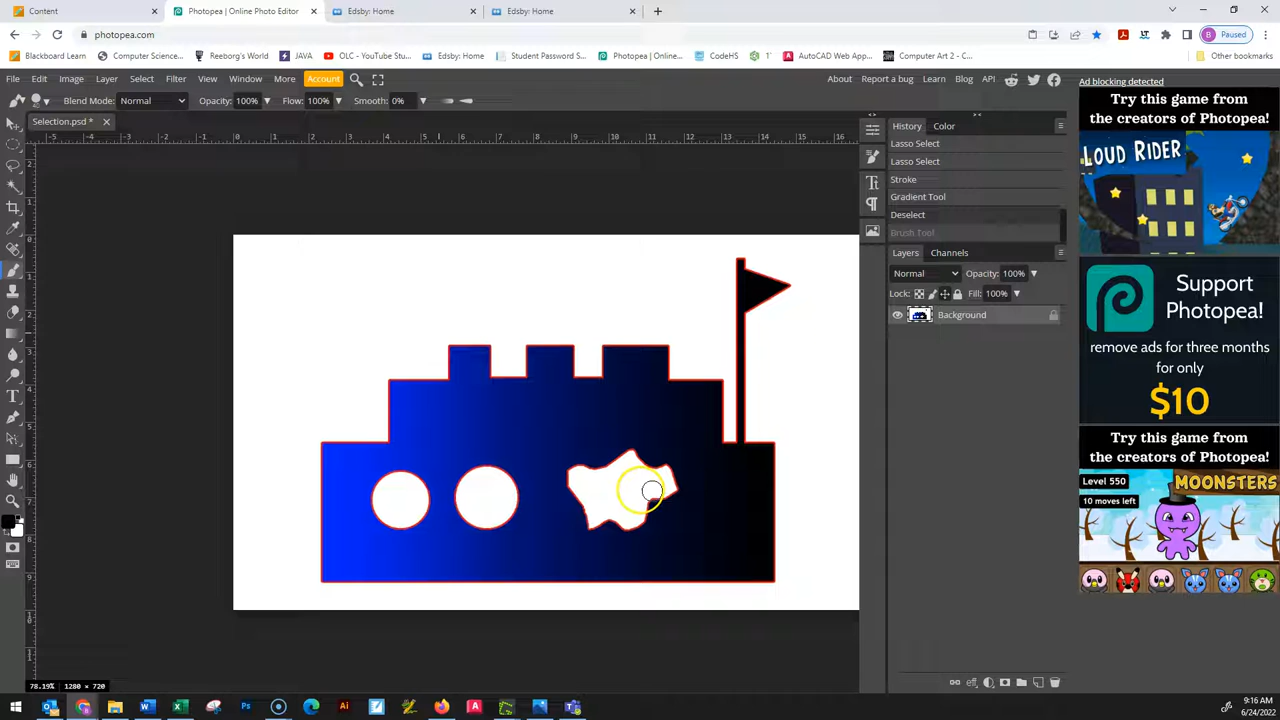 Content
Photopea | Online Photo Editor
Edsby: Home
Edsby: Home
photopea.com
B Paused
Blackboard Learn
Computer Science...
Reeborg's World
JAVA
OLC - YouTube Stu...
Edsby: Home
Student Password S...
Photopea | Online...
CodeHS
AutoCAD Web App...
Computer Art 2 - C...
Other bookmarks
File Edit Image Layer Select Filter View Window More Account
About Report a bug Learn Blog API
Ad blocking detected
Blend Mode: Normal Opacity: 100% Flow: 100% Smooth: 0%
Selection.psd *
History Color
Lasso Select
Lasso Select
Stroke
Gradient Tool
Deselect
Brush Tool
Layers Channels
Normal Opacity: 100%
Lock: Fill: 100%
Background
Try this game from
the creators of Photopea!
LOUD RIDER
Support
Photopea!
remove ads for three months
for only
$10
Try this game from
the creators of Photopea!
Level 550
10 moves left
MOONSTERS
78.19% 1280 × 720
9:16 AM
6/24/2022